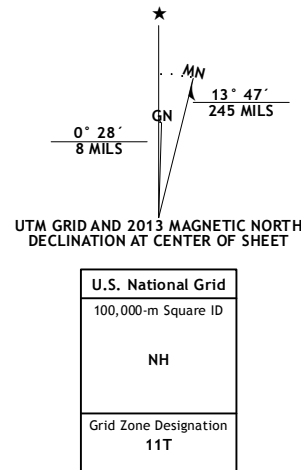 ★
MN
GN
13° 47´
245 MILS
0° 28´
8 MILS
UTM GRID AND 2013 MAGNETIC NORTH
DECLINATION AT CENTER OF SHEET
U.S. National Grid
100,000-m Square ID
NH
Grid Zone Designation
11T